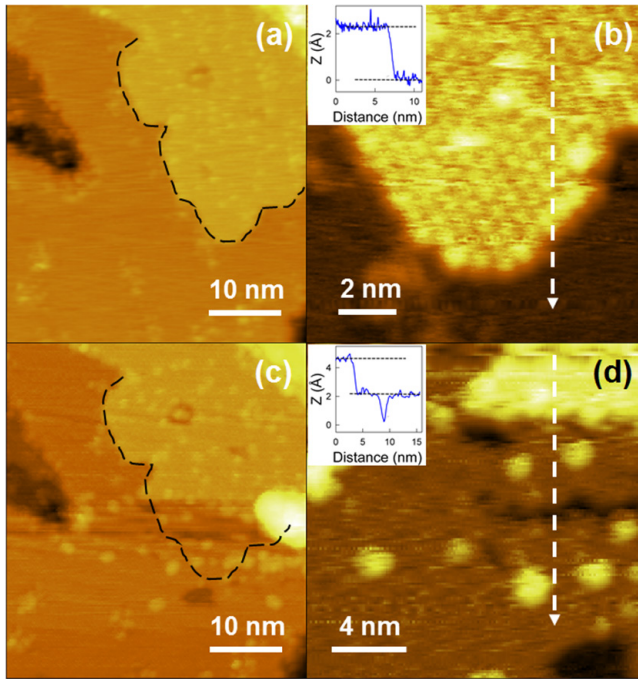 (a)
10 nm
2
Z (Å)
0
0 5 10
Distance (nm)
(b)
2 nm
(c)
10 nm
4
Z (Å)
2
0
0 5 10 15
Distance (nm)
(d)
4 nm